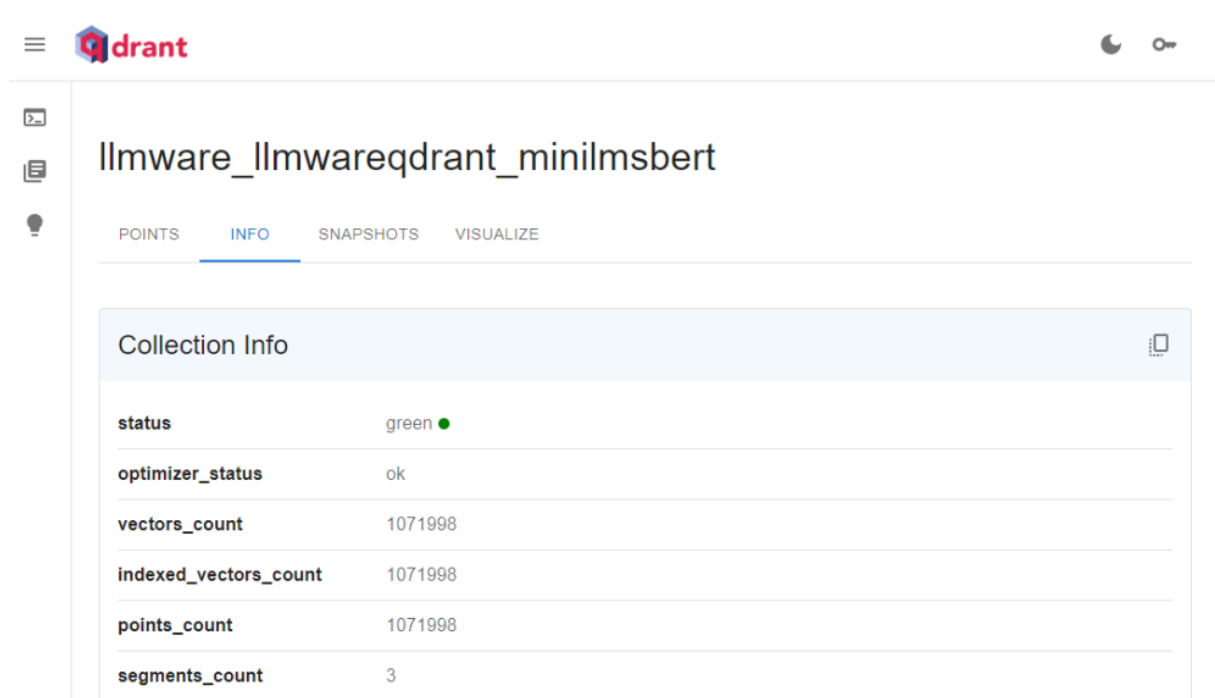 qdrant
llmware_llmwareqdrant_minilmsbert
POINTS INFO SNAPSHOTS VISUALIZE
Collection Info
status green
optimizer_status ok
vectors_count 1071998
indexed_vectors_count 1071998
points_count 1071998
segments_count 3